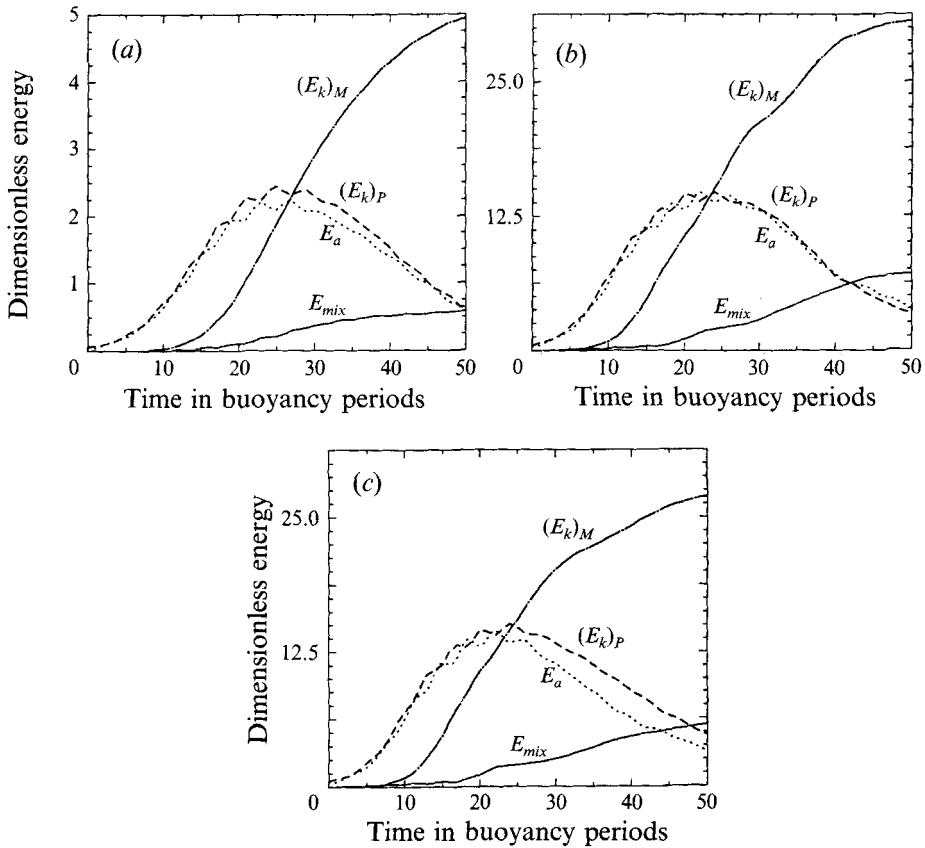 (a)
5
4
3
2
1
0
10
20
30
40
50
Dimensionless energy
Time in buoyancy periods
(E_k)_M
(E_k)_P
E_a
E_mix
(b)
25.0
12.5
0
10
20
30
40
50
Time in buoyancy periods
(E_k)_M
(E_k)_P
E_a
E_mix
(c)
25.0
12.5
0
10
20
30
40
50
Dimensionless energy
Time in buoyancy periods
(E_k)_M
(E_k)_P
E_a
E_mix